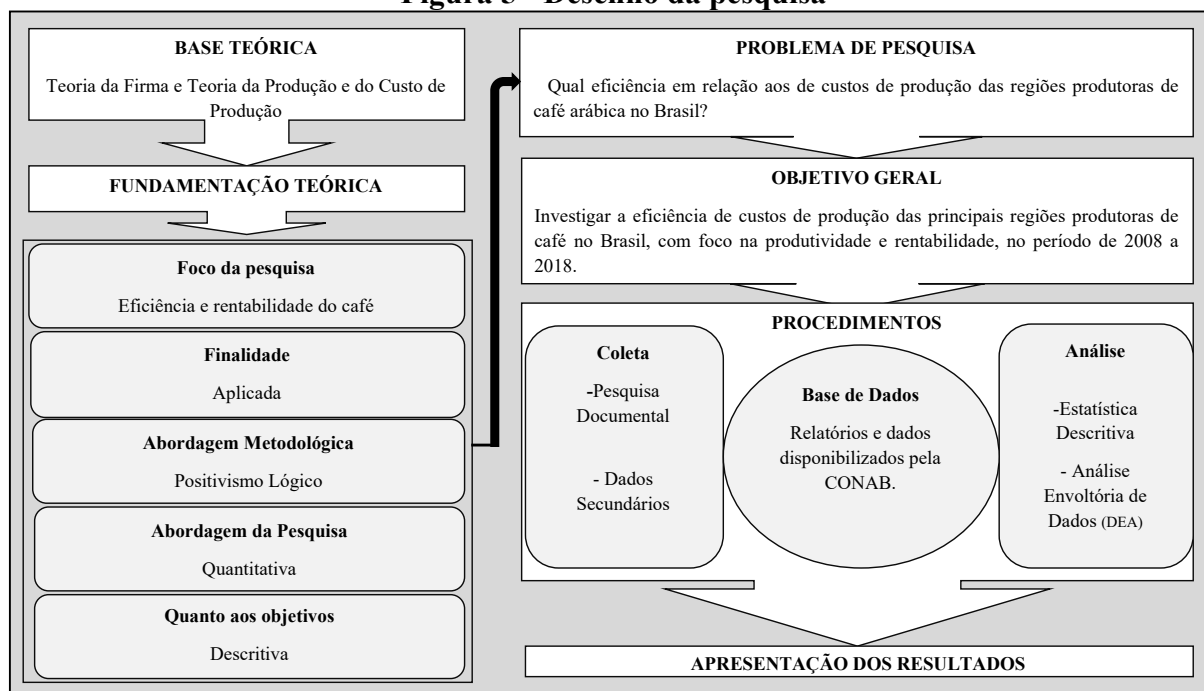 Figura 3 - Desenho da pesquisa
BASE TEÓRICA
Teoria da Firma e Teoria da Produção e do Custo de
Produção
FUNDAMENTAÇÃO TEÓRICA
Foco da pesquisa
Eficiência e rentabilidade do café
Finalidade
Aplicada
Abordagem Metodológica
Positivismo Lógico
Abordagem da Pesquisa
Quantitativa
Quanto aos objetivos
Descritiva
PROBLEMA DE PESQUISA
Qual eficiência em relação aos de custos de produção das regiões produtoras de
café arábica no Brasil?
OBJETIVO GERAL
Investigar a eficiência de custos de produção das principais regiões produtoras de
café no Brasil, com foco na produtividade e rentabilidade, no período de 2008 a
2018.
PROCEDIMENTOS
Coleta
-Pesquisa
Documental
- Dados
Secundários
Base de Dados
Relatórios e dados
disponibilizados pela
CONAB.
Análise
-Estatística
Descritiva
- Análise
Envoltória de
Dados (DEA)
APRESENTAÇÃO DOS RESULTADOS